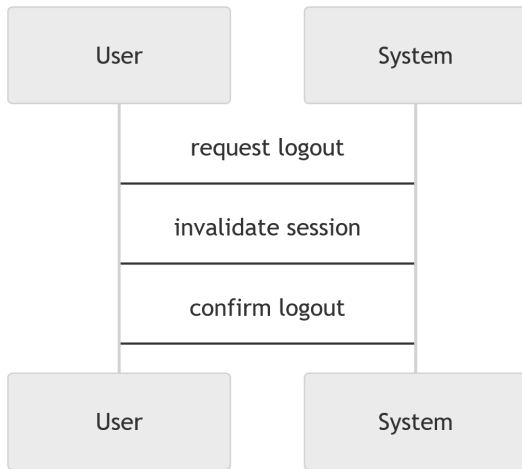 User
System
request logout
invalidate session
confirm logout
User
System